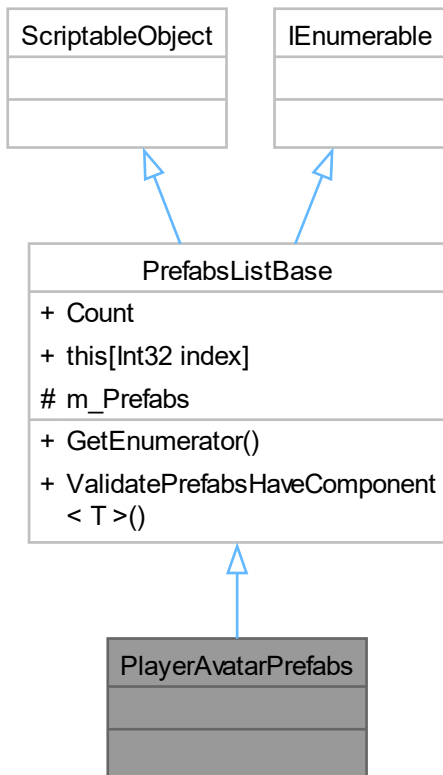 ScriptableObject
IEnumerable
PrefabsListBase
+ Count
+ this[Int32 index]
# m_Prefabs
+ GetEnumerator()
+ ValidatePrefabsHaveComponent
< T >()
PlayerAvatarPrefabs